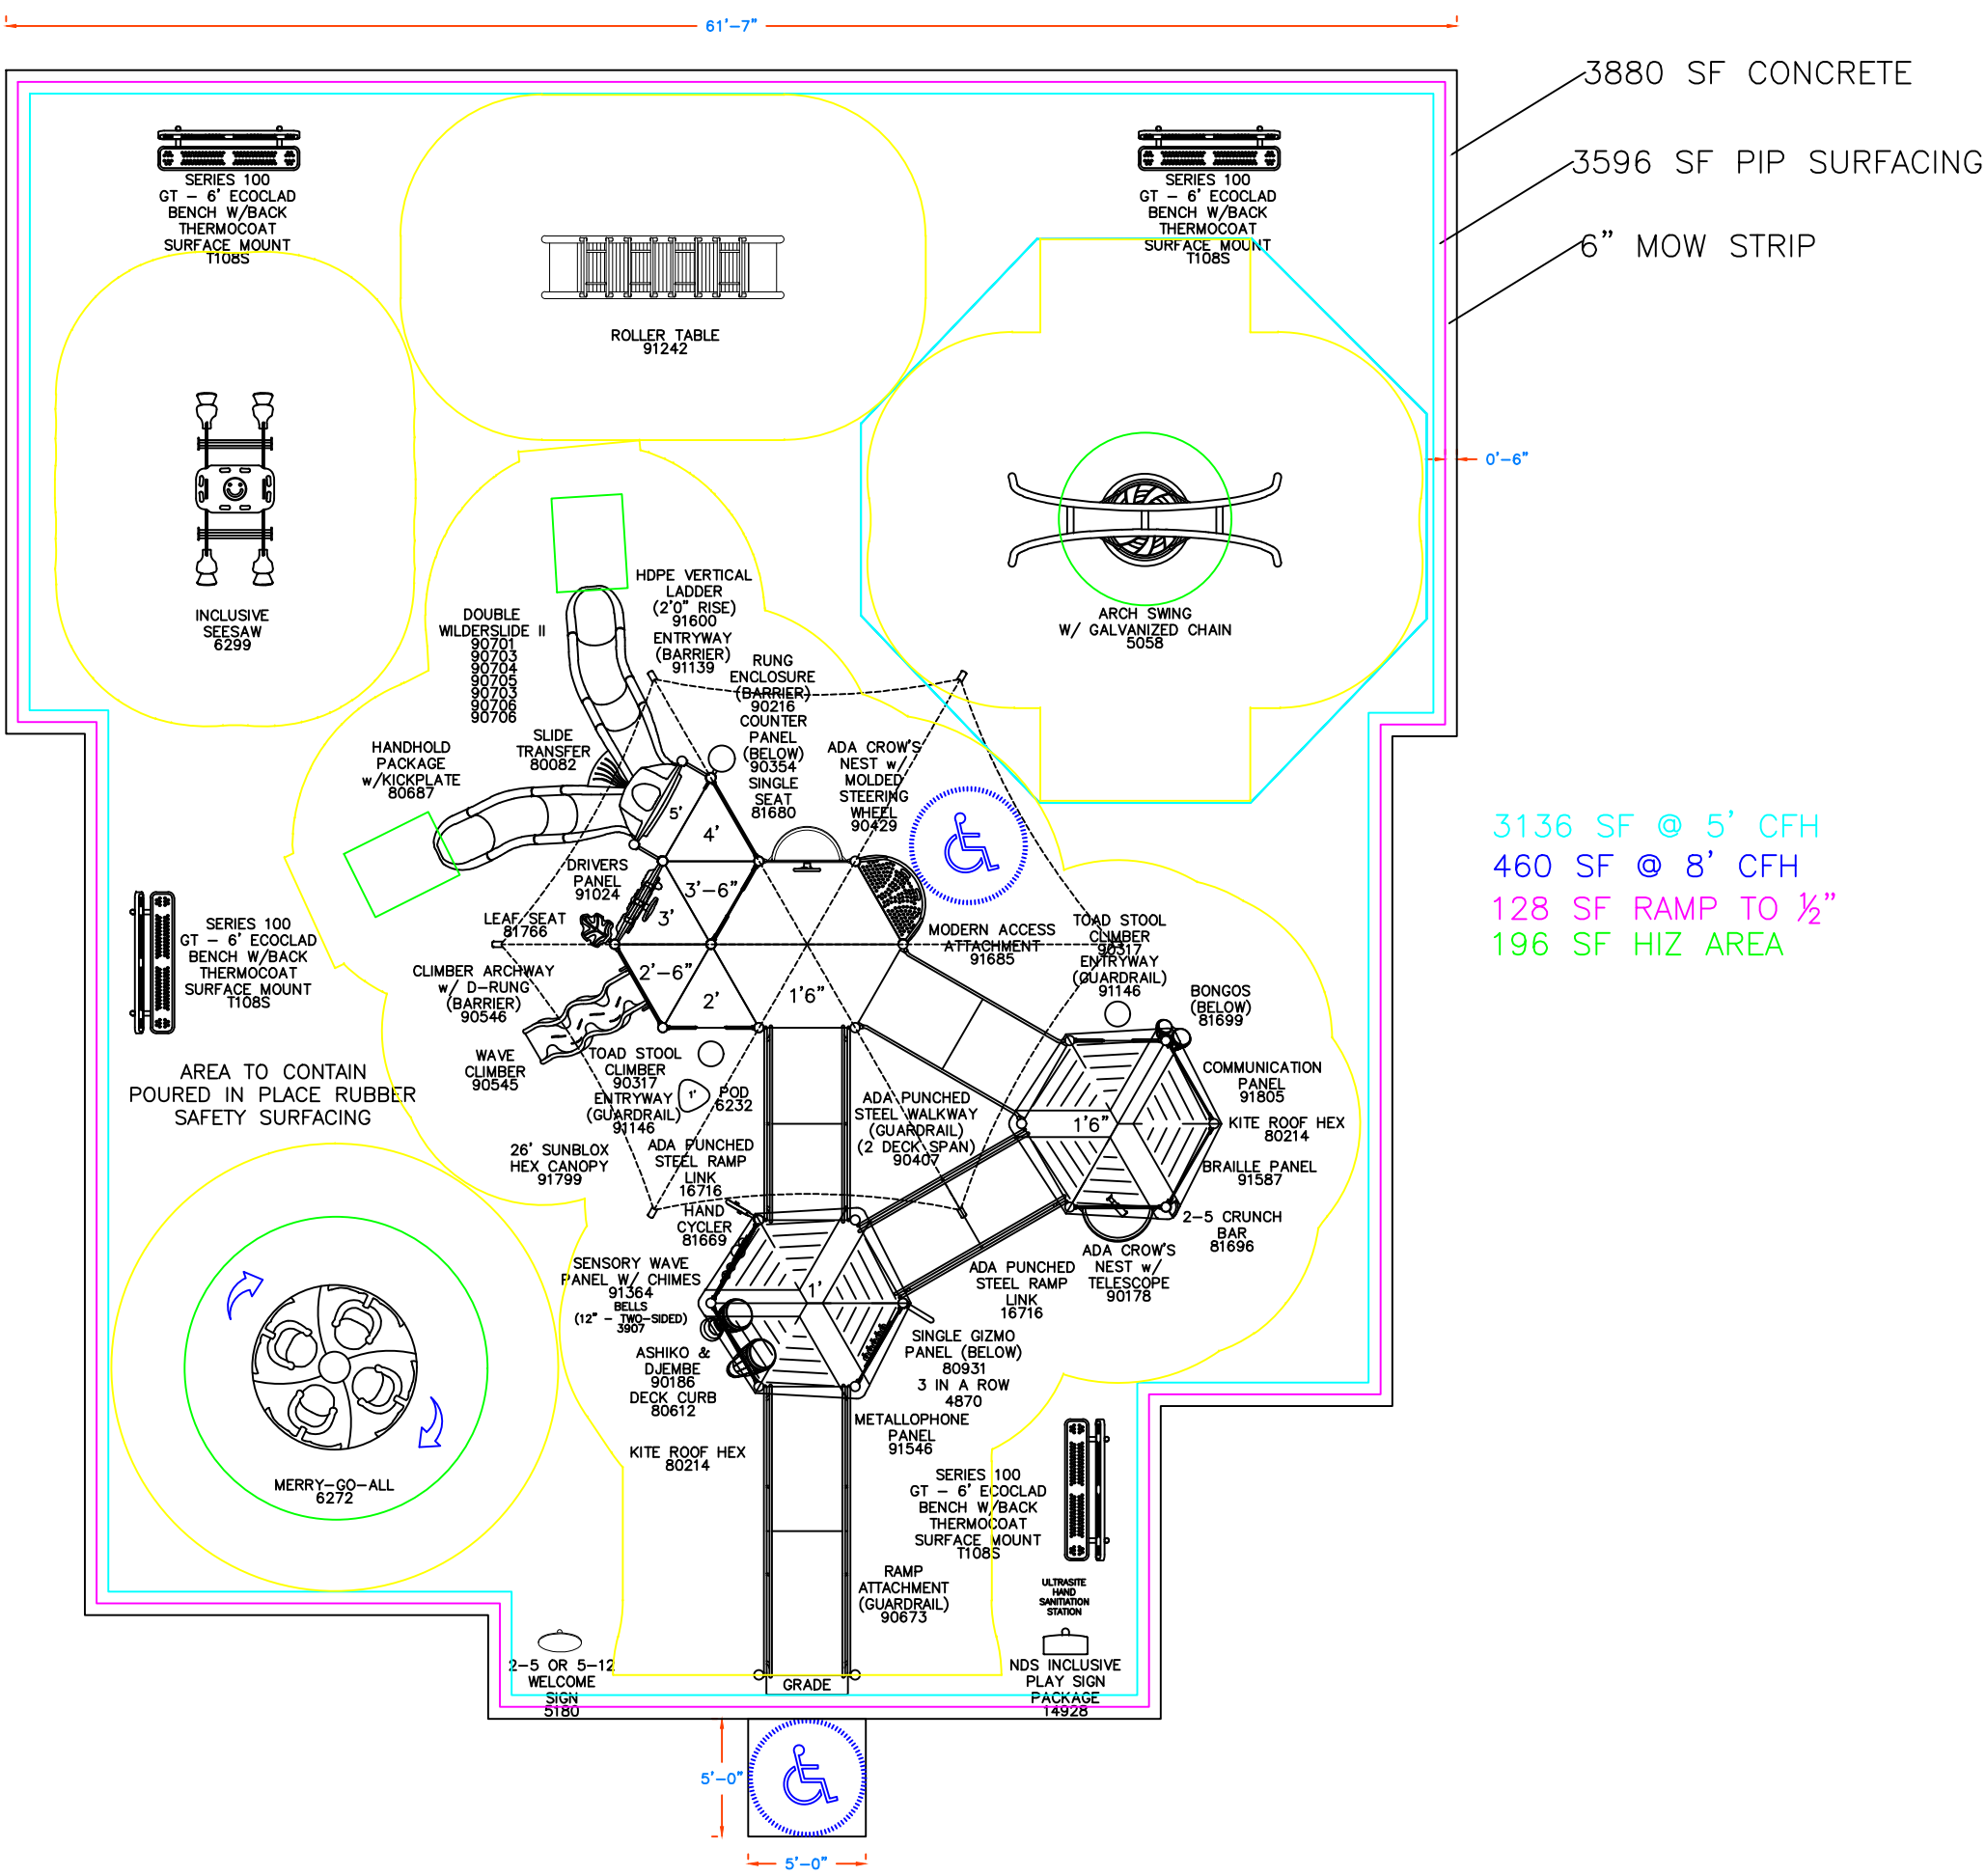 61'-7"
3880 SF CONCRETE
3596 SF PIP SURFACING
6" MOW STRIP
SERIES 100
GT - 6' ECOCLAD
BENCH W/BACK
THERMOCOAT
SURFACE MOUNT
T108S
SERIES 100
GT - 6' ECOCLAD
BENCH W/BACK
THERMOCOAT
SURFACE MOUNT
T108S
ROLLER TABLE
91242
0'-6"
INCLUSIVE
SEESAW
6299
ARCH SWING
W/ GALVANIZED CHAIN
5058
DOUBLE
WILDERSLIDE II
90701
90703
90704
90705
90703
90706
90706
HDPE VERTICAL
LADDER
(2'0" RISE)
91600
ENTRYWAY
(BARRIER)
91139
RUNG
ENCLOSURE
(BARRIER)
90216
COUNTER
PANEL
(BELOW)
90354
SINGLE
SEAT
81680
SLIDE
TRANSFER
80082
HANDHOLD
PACKAGE
w/KICKPLATE
80687
ADA CROW'S
NEST w/
MOLDED
STEERING
WHEEL
90429
5'
4'
3'-6"
3'
2'-6"
2'
1'6"
DRIVERS
PANEL
91024
LEAF SEAT
81766
3136 SF @ 5' CFH
460 SF @ 8' CFH
128 SF RAMP TO ½"
196 SF HIZ AREA
SERIES 100
GT - 6' ECOCLAD
BENCH W/BACK
THERMOCOAT
SURFACE MOUNT
T108S
CLIMBER ARCHWAY
w/ D-RUNG
(BARRIER)
90546
MODERN ACCESS
ATTACHMENT
91685
TOAD STOOL
CLIMBER
90317
ENTRYWAY
(GUARDRAIL)
91146
BONGOS
(BELOW)
81699
WAVE
CLIMBER
90545
TOAD STOOL
CLIMBER
90317
ENTRYWAY
(GUARDRAIL)
91146
1'
POD
6232
AREA TO CONTAIN
POURED IN PLACE RUBBER
SAFETY SURFACING
COMMUNICATION
PANEL
91805
1'6"
KITE ROOF HEX
80214
ADA PUNCHED
STEEL WALKWAY
(GUARDRAIL)
(2 DECK SPAN)
90407
26' SUNBLOX
HEX CANOPY
91799
ADA PUNCHED
STEEL RAMP
LINK
16716
BRAILLE PANEL
91587
2-5 CRUNCH
BAR
81696
HAND
CYCLER
81669
ADA CROW'S
NEST w/
TELESCOPE
90178
ADA PUNCHED
STEEL RAMP
LINK
16716
SENSORY WAVE
PANEL W/ CHIMES
91364
BELLS
(12" - TWO-SIDED)
3907
1'
ASHIKO &
DJEMBE
90186
DECK CURB
80612
SINGLE GIZMO
PANEL (BELOW)
80931
3 IN A ROW
4870
METALLOPHONE
PANEL
91546
KITE ROOF HEX
80214
MERRY-GO-ALL
6272
SERIES 100
GT - 6' ECOCLAD
BENCH W/BACK
THERMOCOAT
SURFACE MOUNT
T108S
RAMP
ATTACHMENT
(GUARDRAIL)
90673
ULTRASITE
HAND
SANITIATION
STATION
2-5 OR 5-12
WELCOME
SIGN
5180
GRADE
NDS INCLUSIVE
PLAY SIGN
PACKAGE
14928
5'-0"
5'-0"